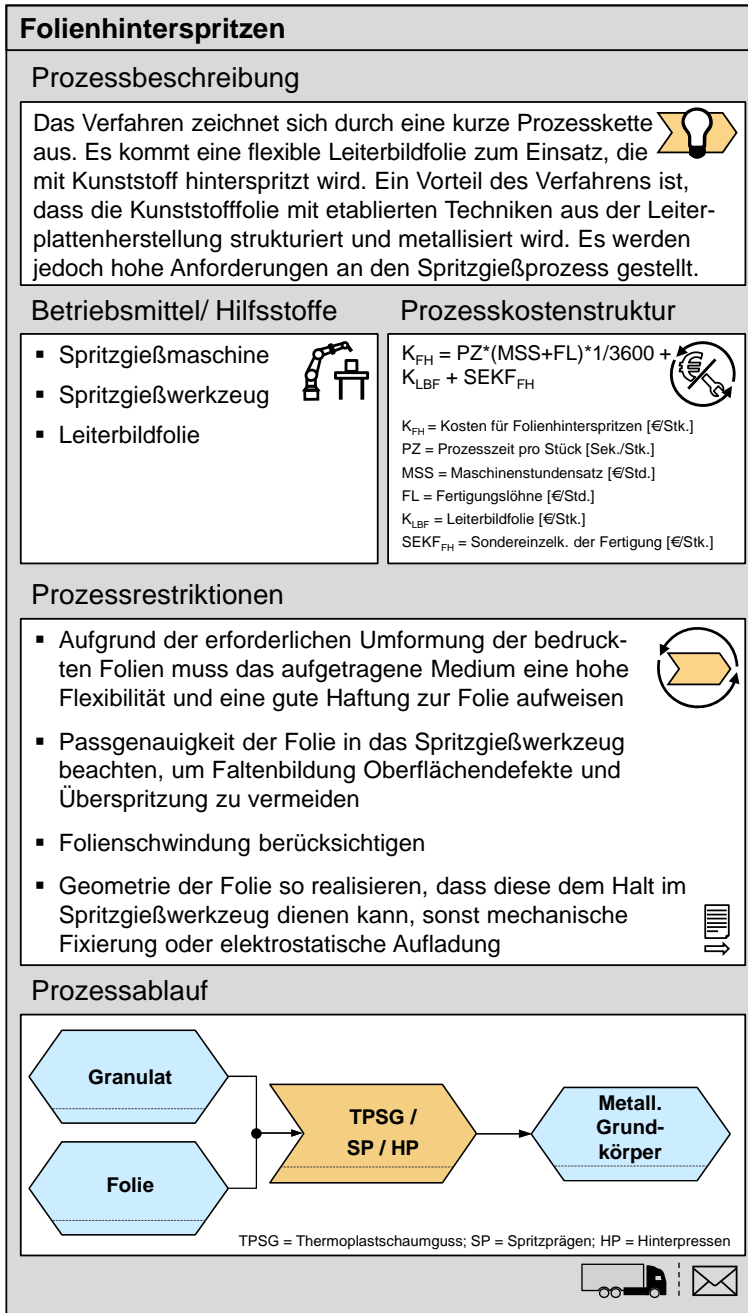 Folienhinterspritzen
Prozessbeschreibung
Das Verfahren zeichnet sich durch eine kurze Prozesskette
aus. Es kommt eine flexible Leiterbildfolie zum Einsatz, die
mit Kunststoff hinterspritzt wird. Ein Vorteil des Verfahrens ist,
dass die Kunststofffolie mit etablierten Techniken aus der Leiter-
plattenherstellung strukturiert und metallisiert wird. Es werden
jedoch hohe Anforderungen an den Spritzgießprozess gestellt.
Betriebsmittel/ Hilfsstoffe
▪ Spritzgießmaschine
▪ Spritzgießwerkzeug
▪ Leiterbildfolie
Prozesskostenstruktur
K_FH = PZ*(MSS+FL)*1/3600 +
K_LBF + SEKF_FH
€
K_FH = Kosten für Folienhinterspritzen [€/Stk.]
PZ = Prozesszeit pro Stück [Sek./Stk.]
MSS = Maschinenstundensatz [€/Std.]
FL = Fertigungslöhne [€/Std.]
K_LBF = Leiterbildfolie [€/Stk.]
SEKF_FH = Sondereinzelk. der Fertigung [€/Stk.]
Prozessrestriktionen
▪ Aufgrund der erforderlichen Umformung der bedruck-
ten Folien muss das aufgetragene Medium eine hohe
Flexibilität und eine gute Haftung zur Folie aufweisen
▪ Passgenauigkeit der Folie in das Spritzgießwerkzeug
beachten, um Faltenbildung Oberflächendefekte und
Überspritzung zu vermeiden
▪ Folienschwindung berücksichtigen
▪ Geometrie der Folie so realisieren, dass diese dem Halt im
Spritzgießwerkzeug dienen kann, sonst mechanische
Fixierung oder elektrostatische Aufladung
Prozessablauf
Granulat
Folie
TPSG /
SP / HP
Metall.
Grund-
körper
TPSG = Thermoplastschaumguss; SP = Spritzprägen; HP = Hinterpressen